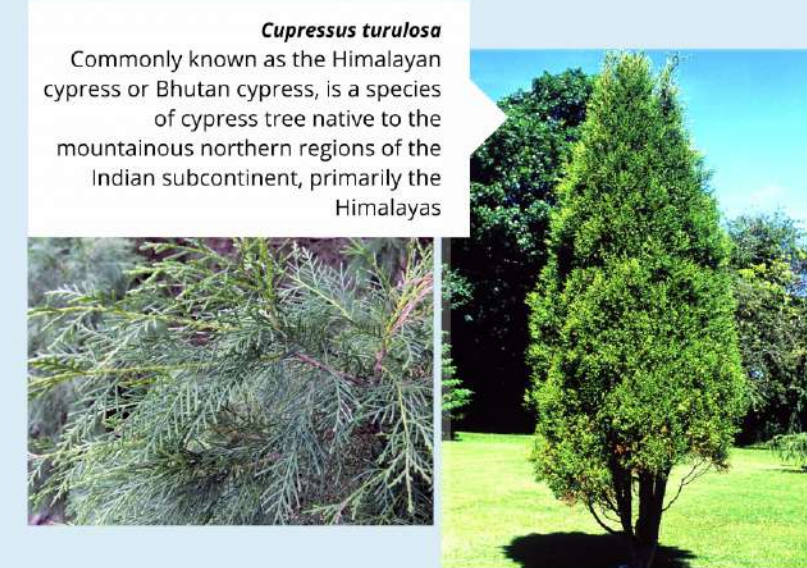 Cupressus turulosa
Commonly known as the Himalayan
cypress or Bhutan cypress, is a species
of cypress tree native to the
mountainous northern regions of the
Indian subcontinent, primarily the
Himalayas